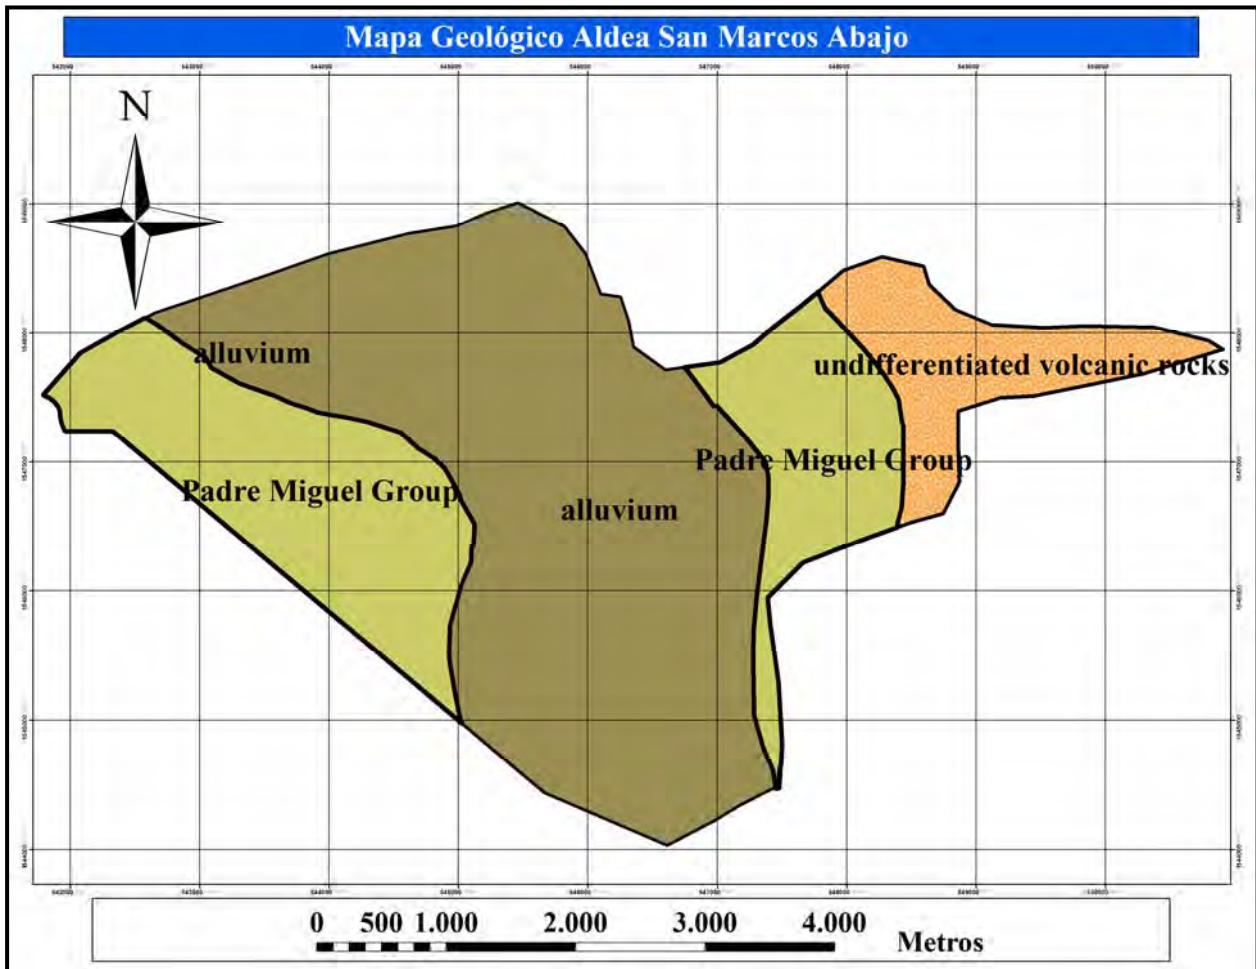 Mapa Geológico Aldea San Marcos Abajo
N
alluvium
undifferentiated volcanic rocks
Padre Miguel Group
Padre Miguel Group
alluvium
0 500 1.000 2.000 3.000 4.000
Metros